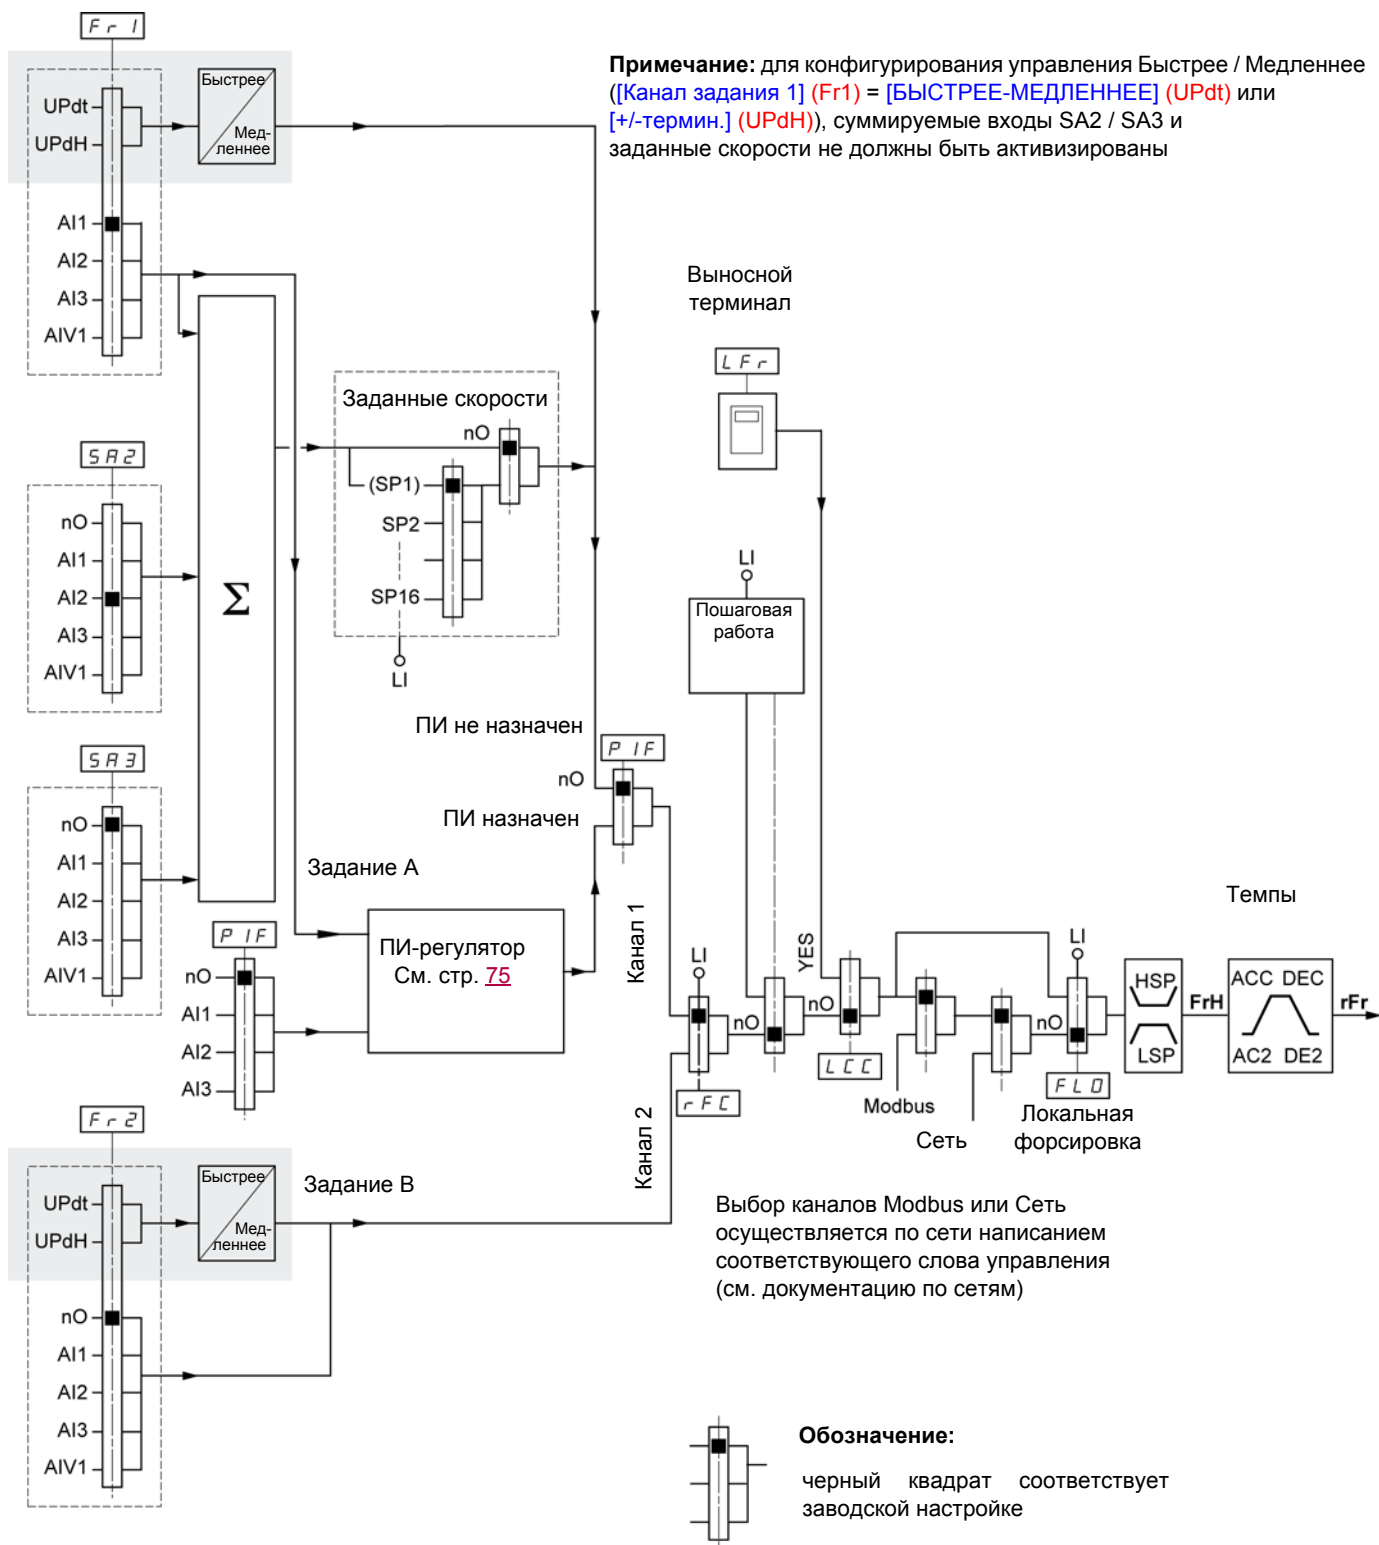 Fr1
Быстрее
Мед-
леннее
UPdt
UPdH
AI1
AI2
AI3
AIV1
Примечание: для конфигурирования управления Быстрее / Медленнее
([Канал задания 1] (Fr1) = [БЫСТРЕЕ-МЕДЛЕННЕЕ] (UPdt) или
[+/-термин.] (UPdH)), суммируемые входы SA2 / SA3 и
заданные скорости не должны быть активизированы
Выносной
терминал
LFr
Заданные скорости
nO
(SP1)
SP2
SP16
LI
SA2
nO
AI1
AI2
AI3
AIV1
Σ
LI
Пошаговая
работа
ПИ не назначен
PIF
nO
ПИ назначен
SA3
nO
AI1
AI2
AI3
AIV1
Задание A
PIF
nO
AI1
AI2
AI3
ПИ-регулятор
См. стр. 75
Канал 1
Канал 2
LI
rFC
nO
YES
nO
LCC
Modbus
Сеть
nO
LI
FLO
Локальная
форсировка
Темпы
HSP
LSP
FrH
ACC DEC
AC2 DE2
rFr
Fr2
Быстрее
Мед-
леннее
UPdt
UPdH
nO
AI1
AI2
AI3
AIV1
Задание B
Выбор каналов Modbus или Сеть
осуществляется по сети написанием
соответствующего слова управления
(см. документацию по сетям)
Обозначение:
черный квадрат соответствует
заводской настройке